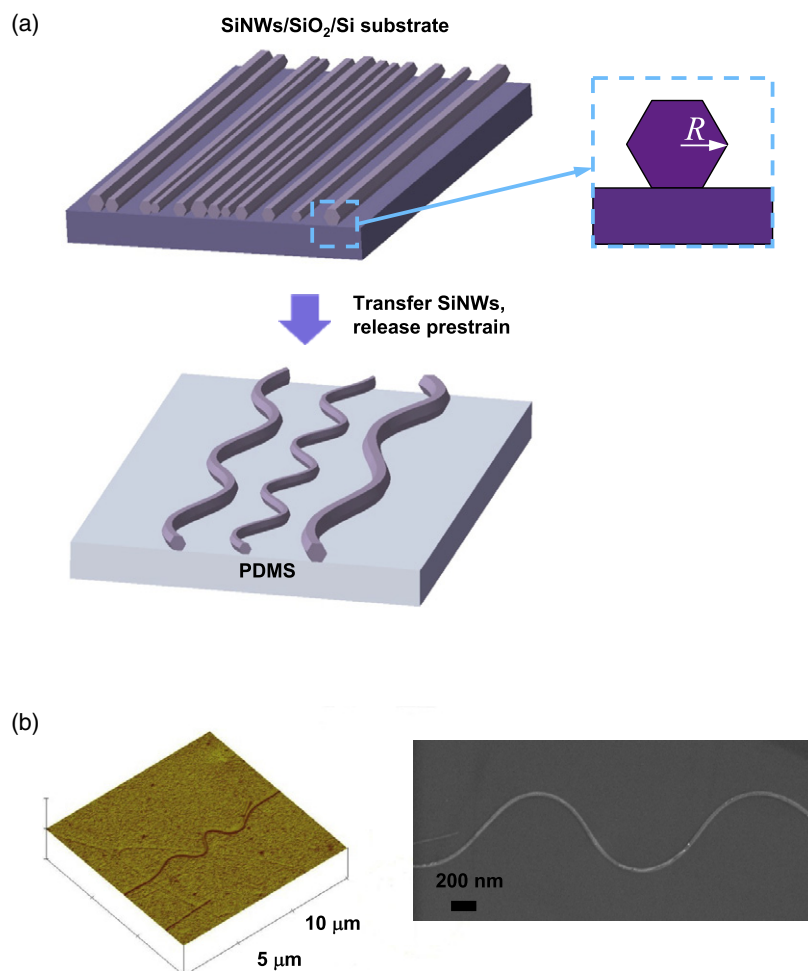 (a)
SiNWs/SiO₂/Si substrate
R
Transfer SiNWs,
release prestrain
PDMS
(b)
10 μm
5 μm
200 nm